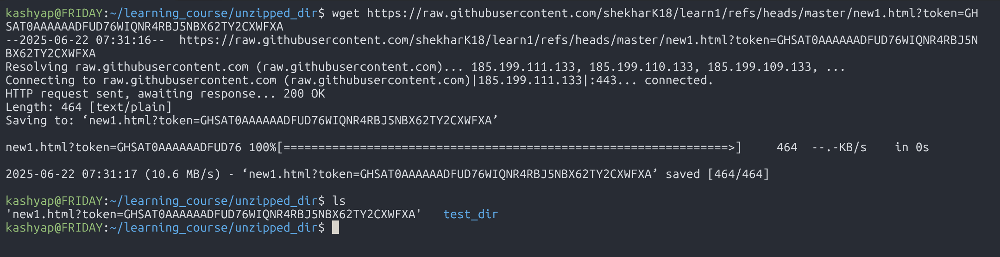 kashyap@FRIDAY:~/learning_course/unzipped_dir$ wget https://raw.githubusercontent.com/shekharK18/learn1/refs/heads/master/new1.html?token=GH
SAT0AAAAAADFUD76WIQNR4RBJ5NBX62TY2CXWFXA
--2025-06-22 07:31:16--  https://raw.githubusercontent.com/shekharK18/learn1/refs/heads/master/new1.html?token=GHSAT0AAAAAADFUD76WIQNR4RBJ5N
BX62TY2CXWFXA
Resolving raw.githubusercontent.com (raw.githubusercontent.com)... 185.199.111.133, 185.199.110.133, 185.199.109.133, ...
Connecting to raw.githubusercontent.com (raw.githubusercontent.com)|185.199.111.133|:443... connected.
HTTP request sent, awaiting response... 200 OK
Length: 464 [text/plain]
Saving to: ‘new1.html?token=GHSAT0AAAAAADFUD76WIQNR4RBJ5NBX62TY2CXWFXA’
new1.html?token=GHSAT0AAAAAADFUD76 100%[================================================================>]     464  --.-KB/s    in 0s
2025-06-22 07:31:17 (10.6 MB/s) - ‘new1.html?token=GHSAT0AAAAAADFUD76WIQNR4RBJ5NBX62TY2CXWFXA’ saved [464/464]
kashyap@FRIDAY:~/learning_course/unzipped_dir$ ls
'new1.html?token=GHSAT0AAAAAADFUD76WIQNR4RBJ5NBX62TY2CXWFXA'   test_dir
kashyap@FRIDAY:~/learning_course/unzipped_dir$